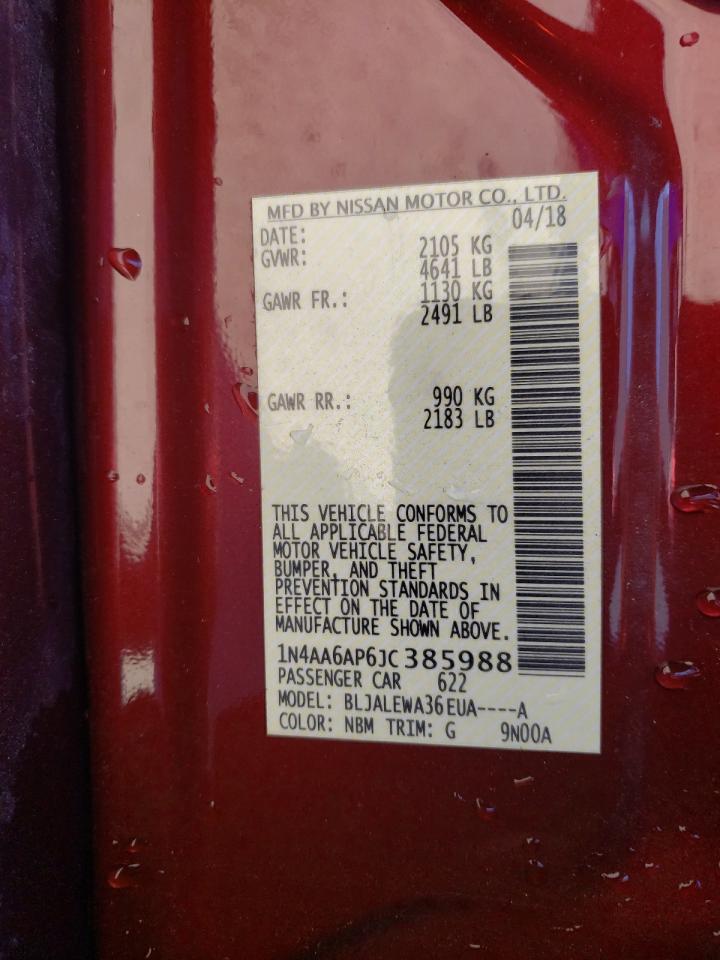 MFD BY NISSAN MOTOR CO., LTD.
DATE: 04/18
GVWR: 2105 KG
4641 LB
GAWR FR.: 1130 KG
2491 LB
GAWR RR.: 990 KG
2183 LB
THIS VEHICLE CONFORMS TO
ALL APPLICABLE FEDERAL
MOTOR VEHICLE SAFETY,
BUMPER, AND THEFT
PREVENTION STANDARDS IN
EFFECT ON THE DATE OF
MANUFACTURE SHOWN ABOVE.
1N4AA6AP6JC385988
PASSENGER CAR 622
MODEL: BLJALEWA36EUA----A
COLOR: NBM TRIM: G 9N00A